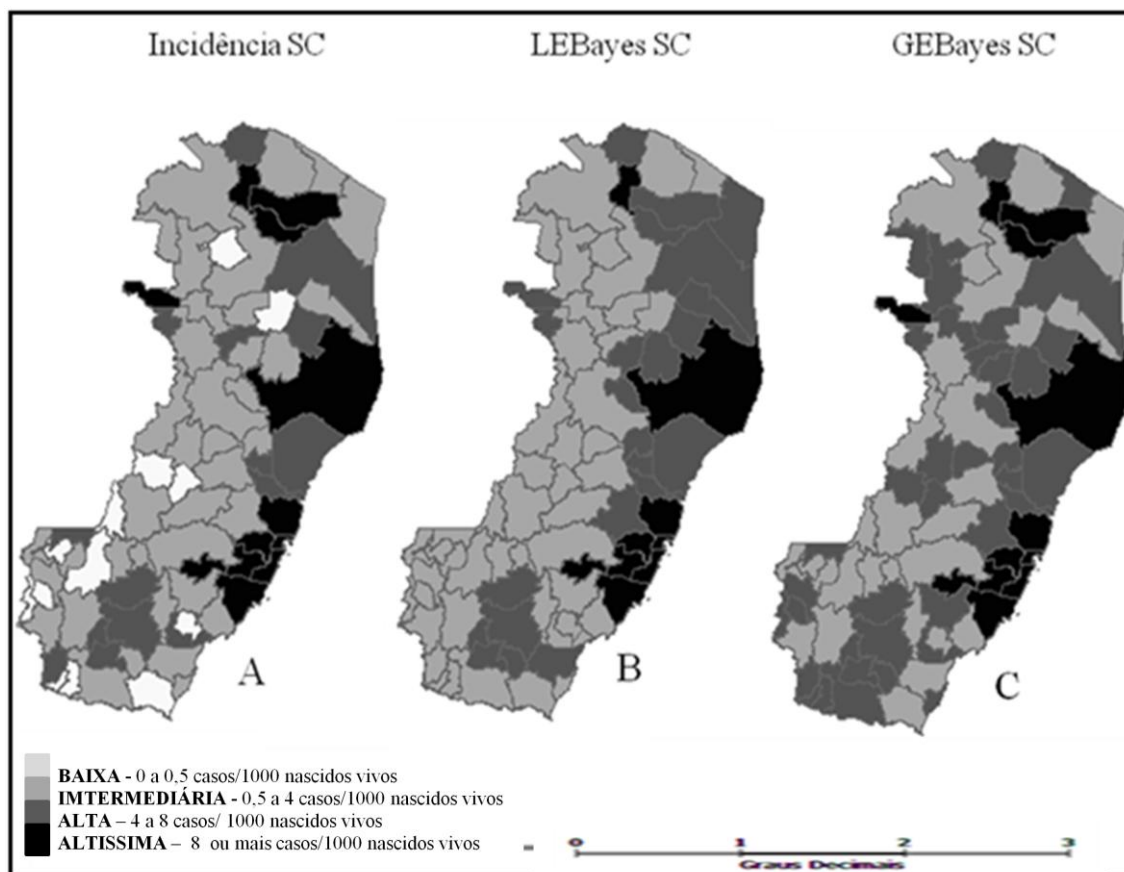 Incidência SC
LEBayes SC
GEBayes SC
A
B
C
BAIXA - 0 a 0,5 casos/1000 nascidos vivos
IMTERMEDIÁRIA - 0,5 a 4 casos/1000 nascidos vivos
ALTA – 4 a 8 casos/ 1000 nascidos vivos
ALTISSIMA – 8 ou mais casos/1000 nascidos vivos
0 1 2 3
Graus Decimais